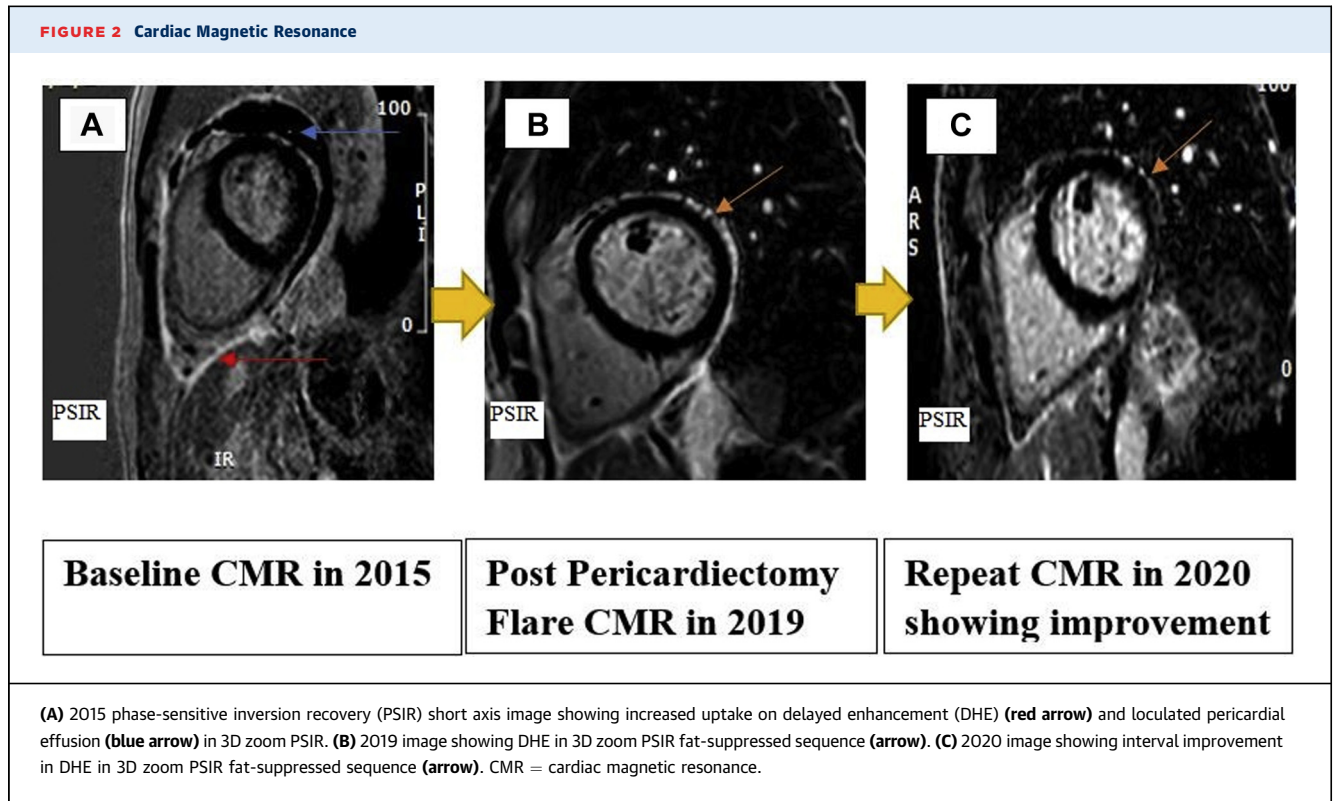 FIGURE 2 Cardiac Magnetic Resonance
A
100
P
L
I
0
PSIR
IR
B
PSIR
C
100
A
R
S
0
PSIR
Baseline CMR in 2015
Post Pericardiectomy
Flare CMR in 2019
Repeat CMR in 2020
showing improvement
(A) 2015 phase-sensitive inversion recovery (PSIR) short axis image showing increased uptake on delayed enhancement (DHE) (red arrow) and loculated pericardial
effusion (blue arrow) in 3D zoom PSIR. (B) 2019 image showing DHE in 3D zoom PSIR fat-suppressed sequence (arrow). (C) 2020 image showing interval improvement
in DHE in 3D zoom PSIR fat-suppressed sequence (arrow). CMR = cardiac magnetic resonance.